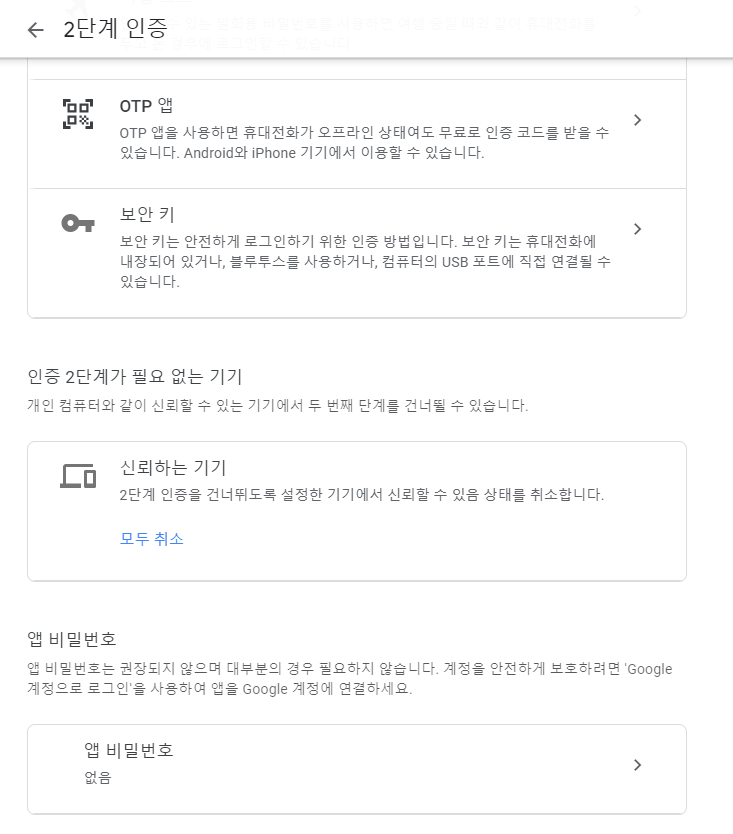 2단계 인증
OTP 앱
OTP 앱을 사용하면 휴대전화가 오프라인 상태여도 무료로 인증 코드를 받을 수
있습니다. Android와 iPhone 기기에서 이용할 수 있습니다.
보안 키
보안 키는 안전하게 로그인하기 위한 인증 방법입니다. 보안 키는 휴대전화에
내장되어 있거나, 블루투스를 사용하거나, 컴퓨터의 USB 포트에 직접 연결될 수
있습니다.
인증 2단계가 필요 없는 기기
개인 컴퓨터와 같이 신뢰할 수 있는 기기에서 두 번째 단계를 건너뛸 수 있습니다.
신뢰하는 기기
2단계 인증을 건너뛰도록 설정한 기기에서 신뢰할 수 있음 상태를 취소합니다.
모두 취소
앱 비밀번호
앱 비밀번호는 권장되지 않으며 대부분의 경우 필요하지 않습니다. 계정을 안전하게 보호하려면 'Google
계정으로 로그인'을 사용하여 앱을 Google 계정에 연결하세요.
앱 비밀번호
없음